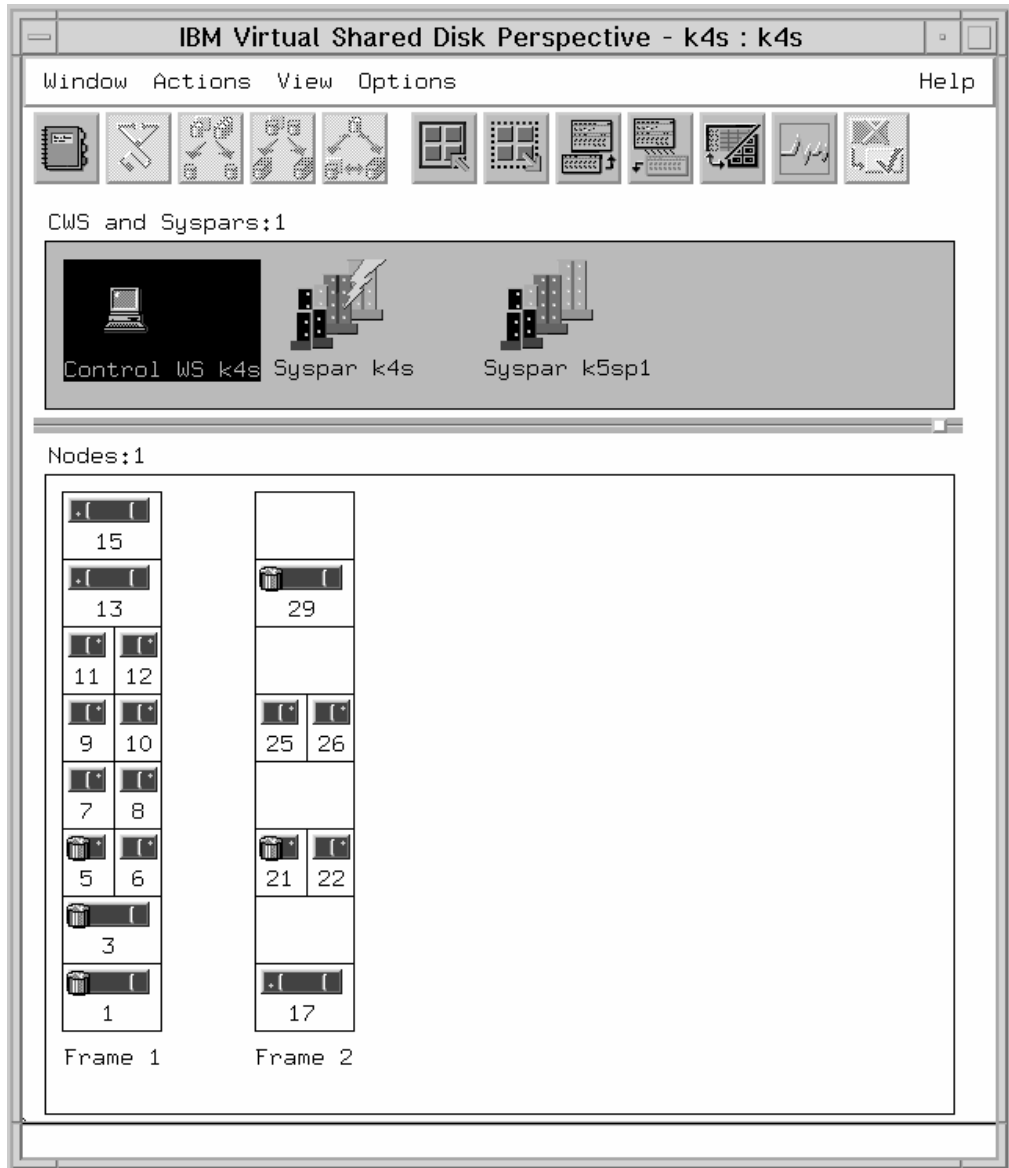 IBM Virtual Shared Disk Perspective - k4s : k4s
Window Actions View Options Help
CWS and Syspars:1
Control WS k4s Syspar k4s Syspar k5sp1
Nodes:1
15
13 29
11 12
9 10 25 26
7 8
5 6 21 22
3
1 17
Frame 1 Frame 2